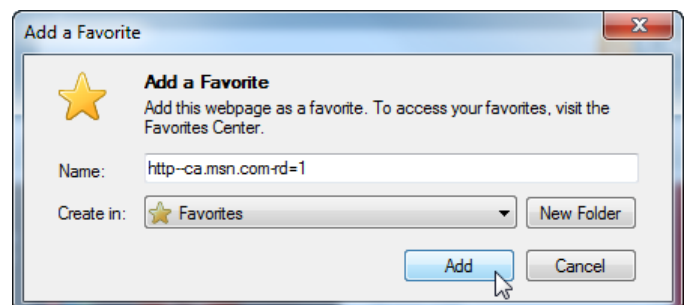 Add a Favorite
Add a Favorite
Add this webpage as a favorite. To access your favorites, visit the
Favorites Center.
Name: http--ca.msn.com-rd=1
Create in: Favorites New Folder
Add Cancel